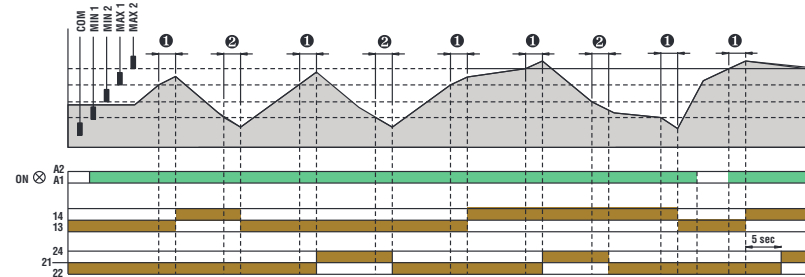 COM
MIN 1
MIN 2
MAX 1
MAX 2
❶ ❷ ❶ ❷ ❶ ❶ ❷ ❶ ❶
A2
ON ⊗ A1
14
13
5 sec
24
21
22